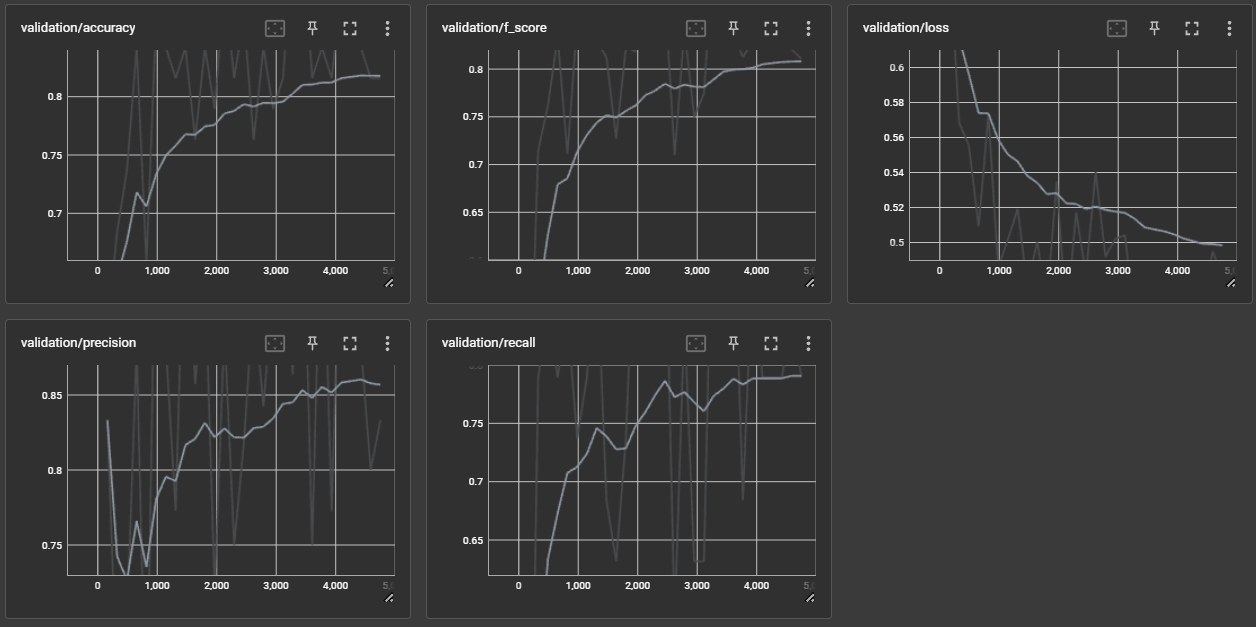 validation/accuracy
0.8
0.75
0.7
0 1,000 2,000 3,000 4,000
validation/f_score
0.8
0.75
0.7
0.65
0 1,000 2,000 3,000 4,000
validation/loss
0.6
0.58
0.56
0.54
0.52
0.5
0 1,000 2,000 3,000 4,000
validation/precision
0.85
0.8
0.75
0 1,000 2,000 3,000 4,000
validation/recall
0.75
0.7
0.65
0 1,000 2,000 3,000 4,000